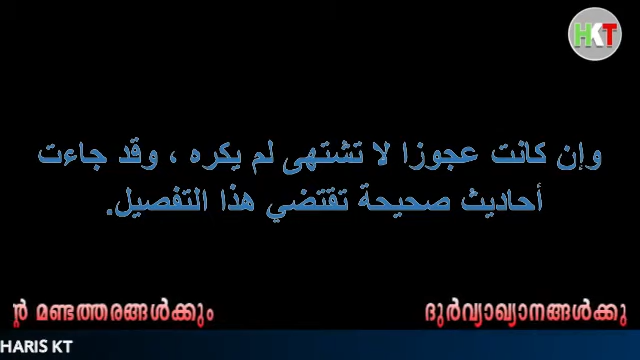 HKT
وإن كانت عجوزا لا تشتهى لم يكره ، وقد جاءت
أحاديث صحيحة تقتضي هذا التفصيل.
മണ്ടത്തരങ്ങൾക്കും ദുർവ്യാഖ്യാനങ്ങൾക്കു
HARIS KT